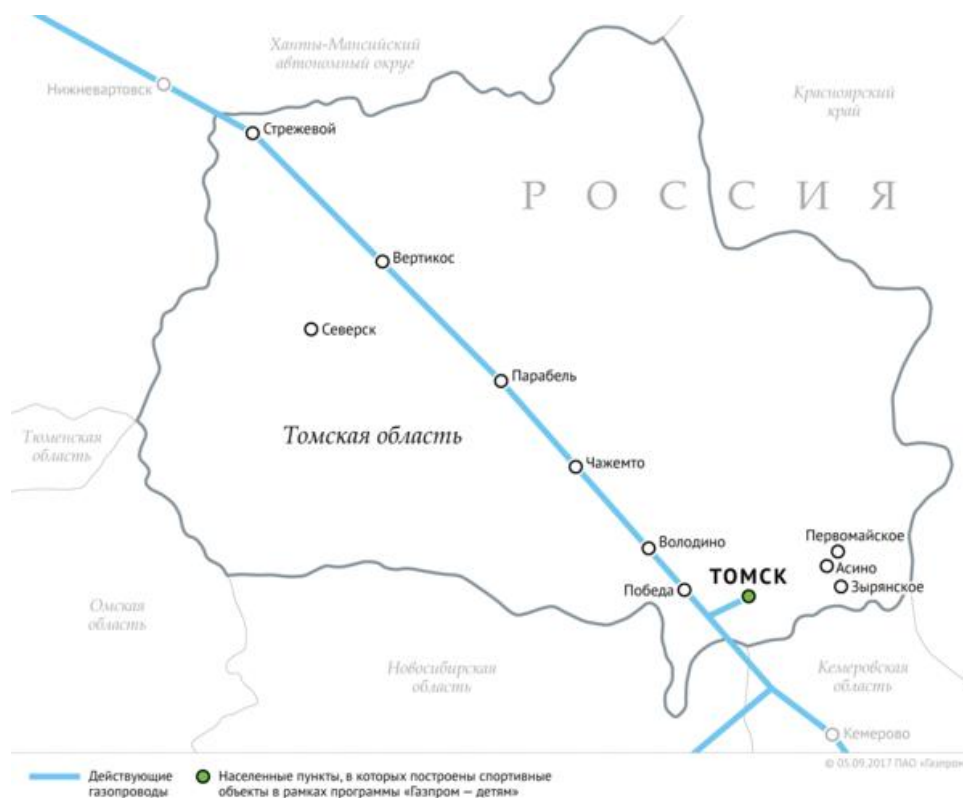 Ханты-Мансийский
автономный округ
Нижневартовск
Красноярский
край
Стрежевой
РОССИЯ
Вертикос
Северск
Парабель
Томская область
Тюменская
область
Чажемто
Первомайское
Володино
Асино
ТОМСК
Победа
Зырянское
Омская
область
Новосибирская
область
Кемеровская
область
Кемерово
© 05.09.2017 ПАО «Газпром
Действующие
газопроводы
Населенные пункты, в которых построены спортивные
объекты в рамках программы «Газпром — детям»